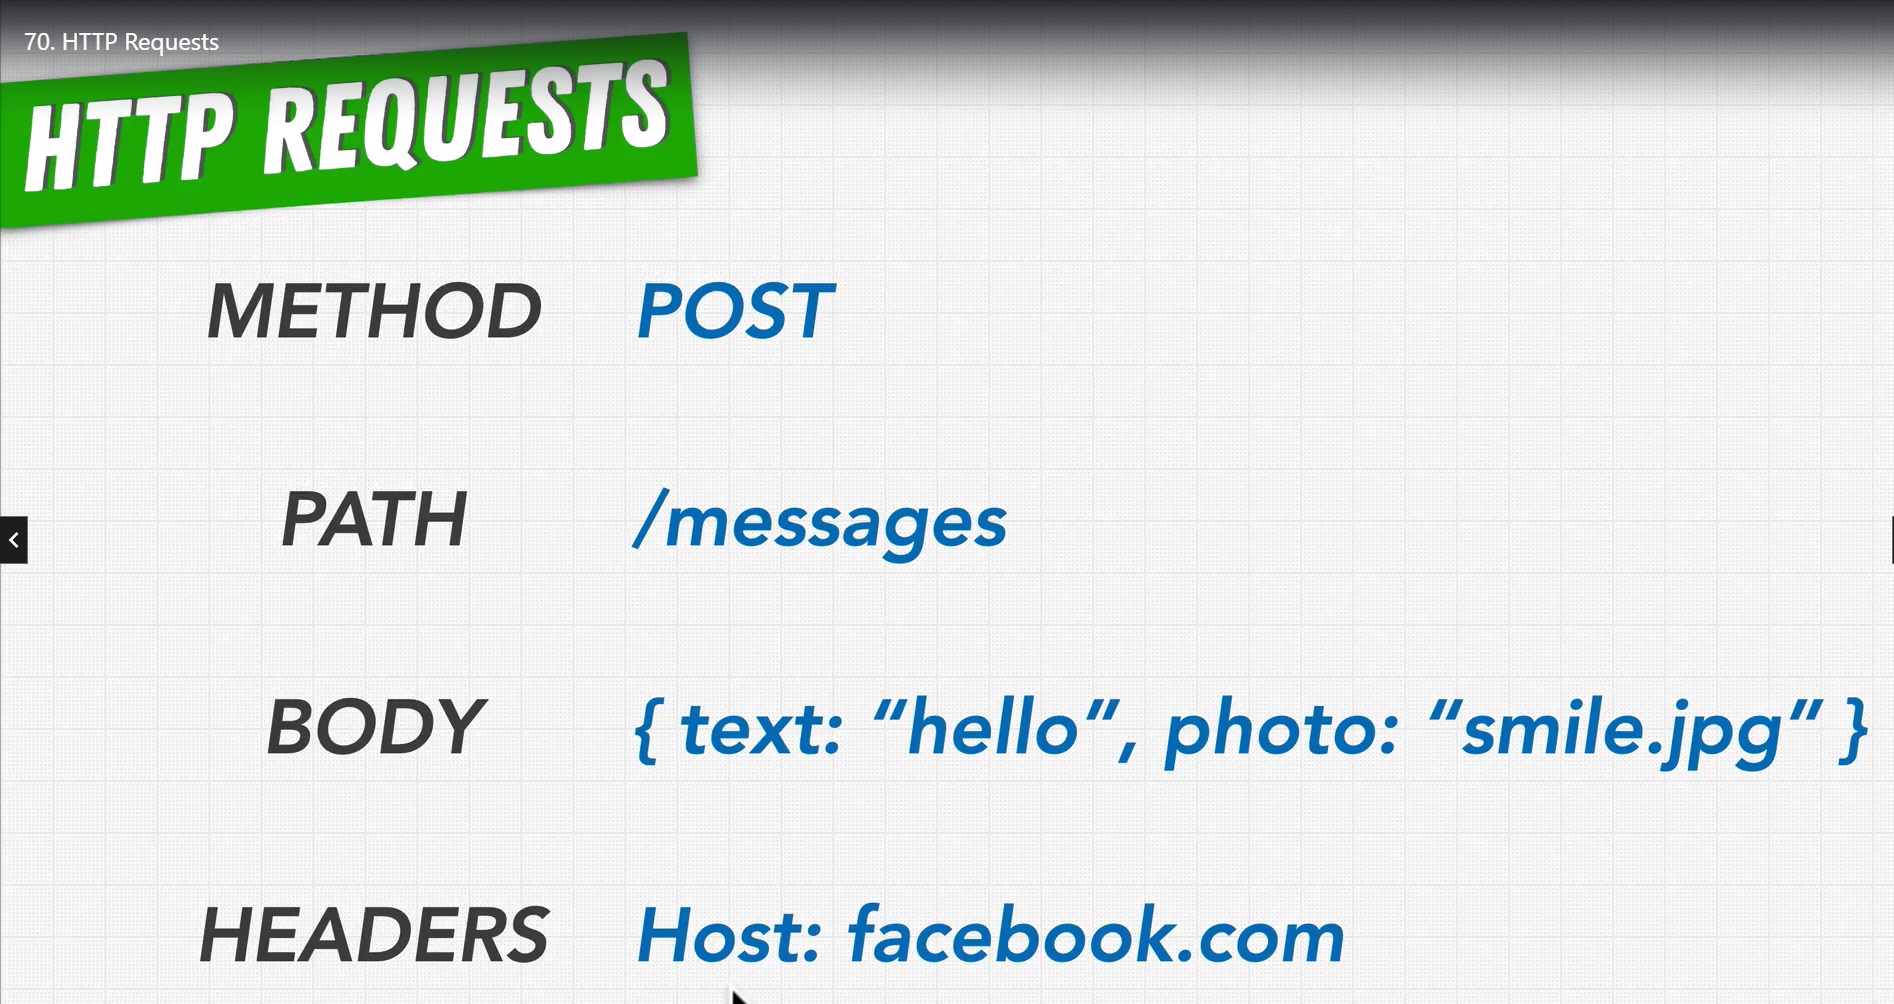 70. HTTP Requests
HTTP REQUESTS
METHOD POST
PATH /messages
BODY { text: “hello”, photo: “smile.jpg” }
HEADERS Host: facebook.com